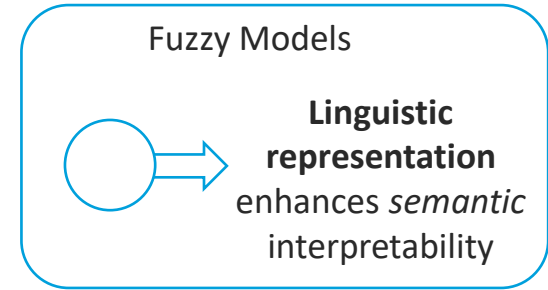 Fuzzy Models
Linguistic
representation
enhances semantic
interpretability